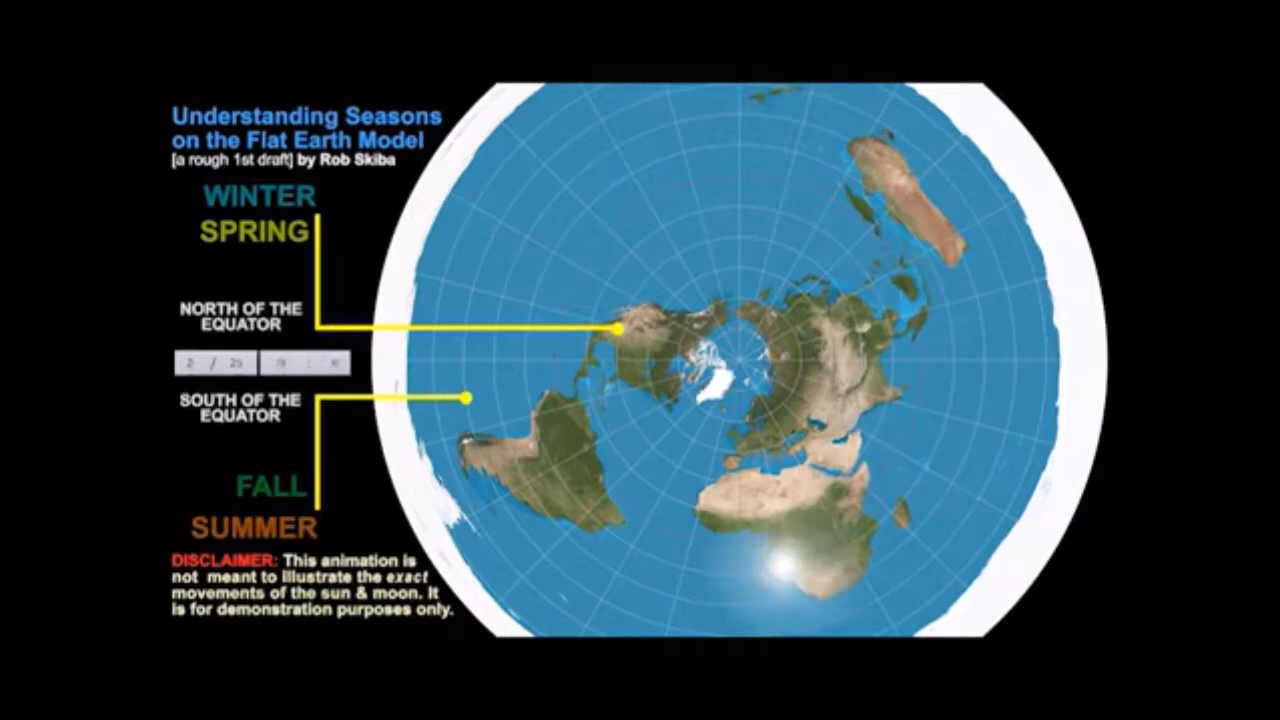 Understanding Seasons
on the Flat Earth Model
[a rough 1st draft] by Rob Skiba
WINTER
SPRING
NORTH OF THE
EQUATOR
2 / 25
SOUTH OF THE
EQUATOR
FALL
SUMMER
DISCLAIMER: This animation is
not meant to illustrate the exact
movements of the sun & moon. It
is for demonstration purposes only.